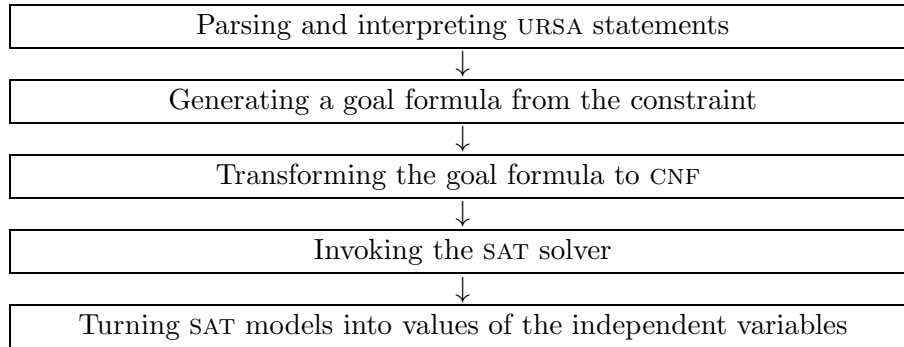 Parsing and interpreting URSA statements
↓
Generating a goal formula from the constraint
↓
Transforming the goal formula to CNF
↓
Invoking the SAT solver
↓
Turning SAT models into values of the independent variables